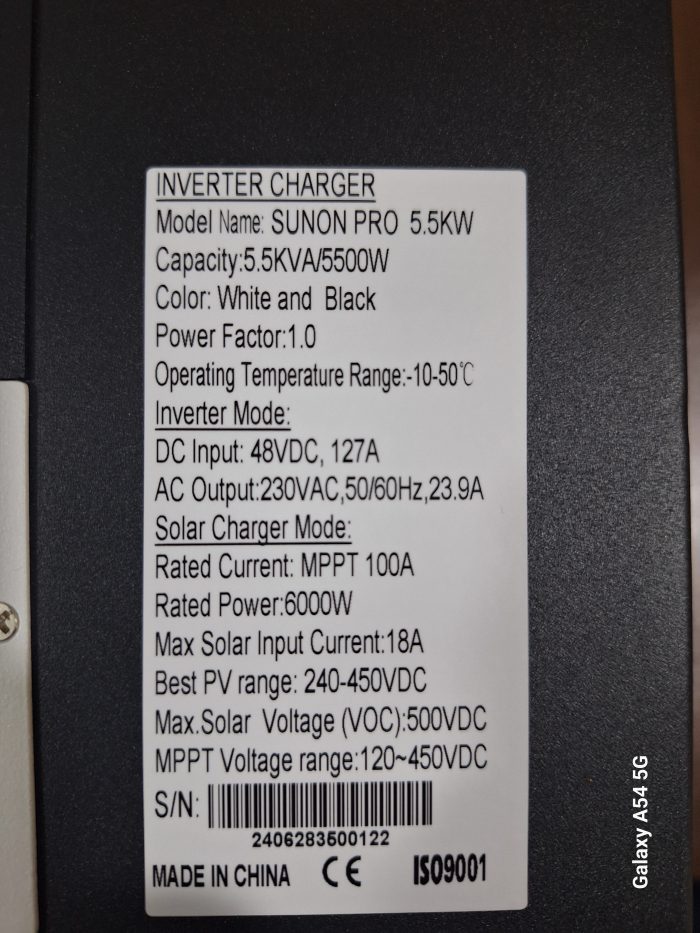 INVERTER CHARGER
Model Name: SUNON PRO 5.5KW
Capacity:5.5KVA/5500W
Color: White and Black
Power Factor:1.0
Operating Temperature Range:-10-50℃
Inverter Mode:
DC Input: 48VDC, 127A
AC Output:230VAC,50/60Hz,23.9A
Solar Charger Mode:
Rated Current: MPPT 100A
Rated Power:6000W
Max Solar Input Current:18A
Best PV range: 240-450VDC
Max.Solar Voltage (VOC):500VDC
MPPT Voltage range:120~450VDC
S/N:
2406283500122
MADE IN CHINA CE ISO9001
Galaxy A54 5G